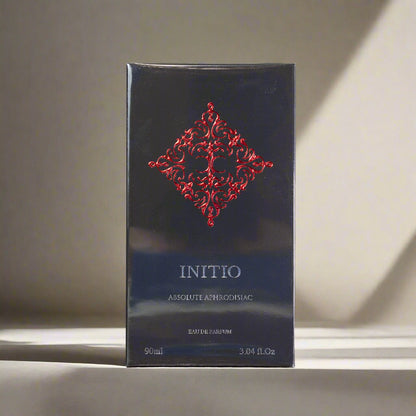 INITIO
ABSOLUTE APHRODISIAC
EAU DE PARFUM
90ml 3.04 fl.Oz